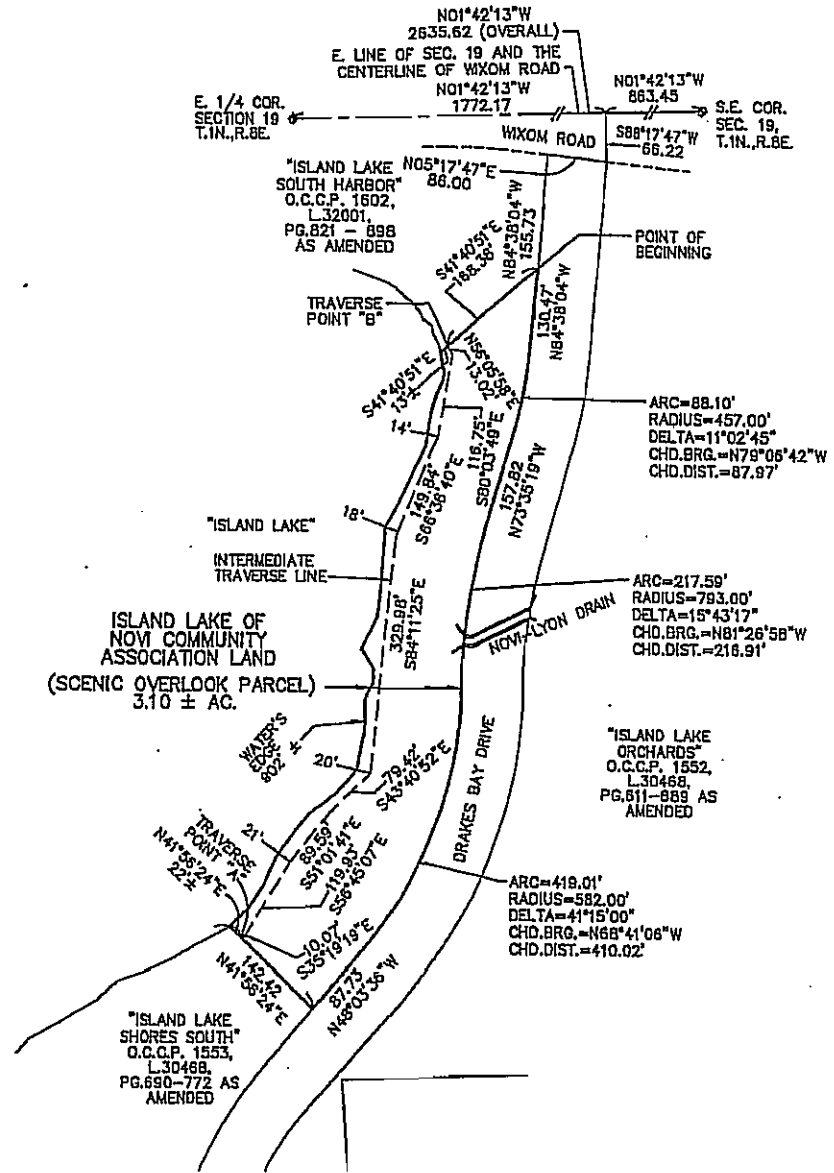 N01°42'13"W
2635.62 (OVERALL)
E. LINE OF SEC. 19 AND THE
CENTERLINE OF WIXOM ROAD
N01°42'13"W
1772.17
N01°42'13"W
863.45
E. 1/4 COR.
SECTION 19
T.1N.,R.8E.
S.E. COR.
SEC. 19,
T.1N.,R.8E.
WIXOM ROAD
S88°17'47"W
66.22
"ISLAND LAKE
SOUTH HARBOR"
O.C.C.P. 1602,
L.32001,
PG.821 - 898
AS AMENDED
N05°17'47"E
86.00
N84°38'04"W
155.73
S41°40'51"E
168.38'
POINT OF
BEGINNING
TRAVERSE
POINT "B"
130.47'
N84°38'04"W
N56°05'58"E
13.02'
S41°40'51"E
13'±
ARC=88.10'
RADIUS=457.00'
DELTA=11°02'45"
CHD.BRG.=N79°06'42"W
CHD.DIST.=87.97'
14'
116.75'
S80°03'49"E
149.84'
S66°38'40"E
157.82
N73°35'19"W
18'
"ISLAND LAKE"
INTERMEDIATE
TRAVERSE LINE
329.98'
S84°11'25"E
ARC=217.59'
RADIUS=793.00'
DELTA=15°43'17"
CHD.BRG.=N81°26'58"W
CHD.DIST.=216.91'
NOVI-LYON DRAIN
ISLAND LAKE OF
NOVI COMMUNITY
ASSOCIATION LAND
(SCENIC OVERLOOK PARCEL)
3.10 ± AC.
WATER'S
EDGE
902' ±
20'
79.42'
S43°40'52"E
DRAKES BAY DRIVE
"ISLAND LAKE
ORCHARDS"
O.C.C.P. 1552,
L.30468,
PG.611-689 AS
AMENDED
21'
89.59'
S51°01'41"E
TRAVERSE
POINT "A"
N41°56'24"E
22'±
119.93'
S56°45'07"E
10.07'
S35°19'19"E
ARC=419.01'
RADIUS=582.00'
DELTA=41°15'00"
CHD.BRG.=N68°41'06"W
CHD.DIST.=410.02'
142.42
N41°56'24"E
87.73
N48°03'36"W
"ISLAND LAKE
SHORES SOUTH"
O.C.C.P. 1553,
L.30468,
PG.690-772 AS
AMENDED